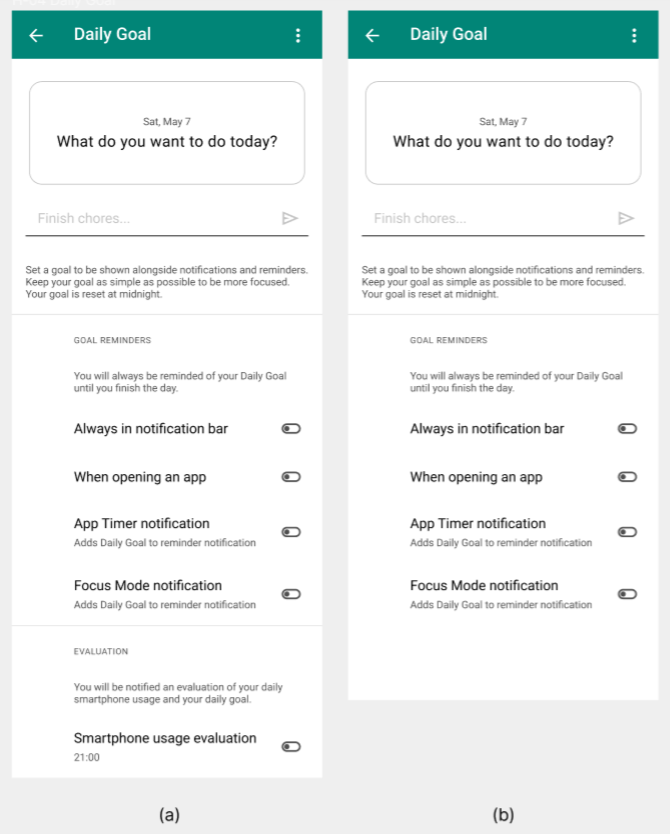 Daily Goal
Sat, May 7
What do you want to do today?
Finish chores...
Set a goal to be shown alongside notifications and reminders.
Keep your goal as simple as possible to be more focused.
Your goal is reset at midnight.
GOAL REMINDERS
You will always be reminded of your Daily Goal
until you finish the day.
Always in notification bar
When opening an app
App Timer notification
Adds Daily Goal to reminder notification
Focus Mode notification
Adds Daily Goal to reminder notification
EVALUATION
You will be notified an evaluation of your daily
smartphone usage and your daily goal.
Smartphone usage evaluation
21:00
(a)
Daily Goal
Sat, May 7
What do you want to do today?
Finish chores...
Set a goal to be shown alongside notifications and reminders.
Keep your goal as simple as possible to be more focused.
Your goal is reset at midnight.
GOAL REMINDERS
You will always be reminded of your Daily Goal
until you finish the day.
Always in notification bar
When opening an app
App Timer notification
Adds Daily Goal to reminder notification
Focus Mode notification
Adds Daily Goal to reminder notification
(b)